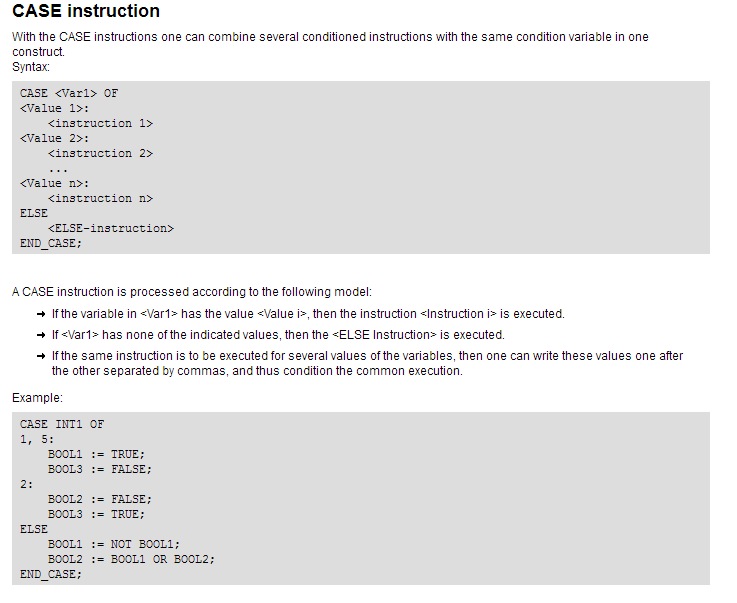 CASE instruction
With the CASE instructions one can combine several conditioned instructions with the same condition variable in one
construct.
Syntax:
CASE <Var1> OF
<Value 1>:
    <instruction 1>
<Value 2>:
    <instruction 2>
    ...
<Value n>:
    <instruction n>
ELSE
    <ELSE-instruction>
END_CASE;
A CASE instruction is processed according to the following model:
➞ If the variable in <Var1> has the value <Value i>, then the instruction <Instruction i> is executed.
➞ If <Var1> has none of the indicated values, then the <ELSE Instruction> is executed.
➞ If the same instruction is to be executed for several values of the variables, then one can write these values one after
the other separated by commas, and thus condition the common execution.
Example:
CASE INT1 OF
1, 5:
    BOOL1 := TRUE;
    BOOL3 := FALSE;
2:
    BOOL2 := FALSE;
    BOOL3 := TRUE;
ELSE
    BOOL1 := NOT BOOL1;
    BOOL2 := BOOL1 OR BOOL2;
END_CASE;